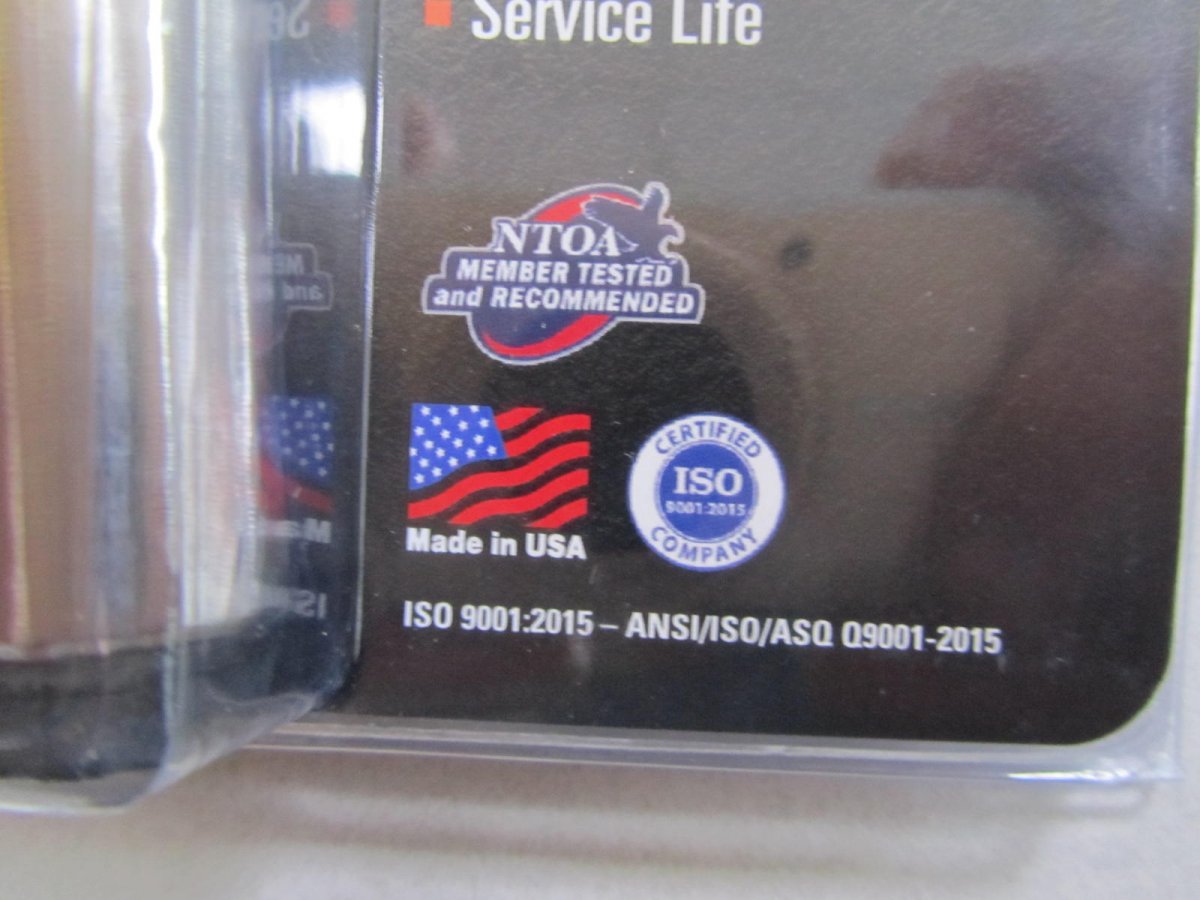 Service Life
NTOA
MEMBER TESTED
and RECOMMENDED
Made in USA
CERTIFIED
ISO
9001:2015
COMPANY
ISO 9001:2015 – ANSI/ISO/ASQ Q9001-2015